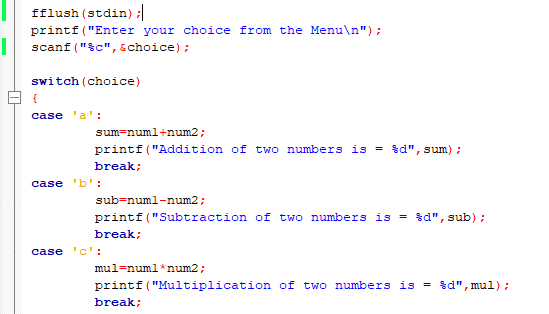 fflush(stdin);
printf("Enter your choice from the Menu\n");
scanf("%c",&choice);
switch(choice)
{
case 'a':
sum=num1+num2;
printf("Addition of two numbers is = %d",sum);
break;
case 'b':
sub=num1-num2;
printf("Subtraction of two numbers is = %d",sub);
break;
case 'c':
mul=num1*num2;
printf("Multiplication of two numbers is = %d",mul);
break;